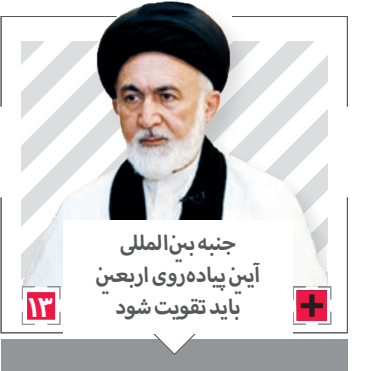 جنبه بین‌المللی
آیین پیاده‌روی اربعین
باید تقویت شود
۱۳
+